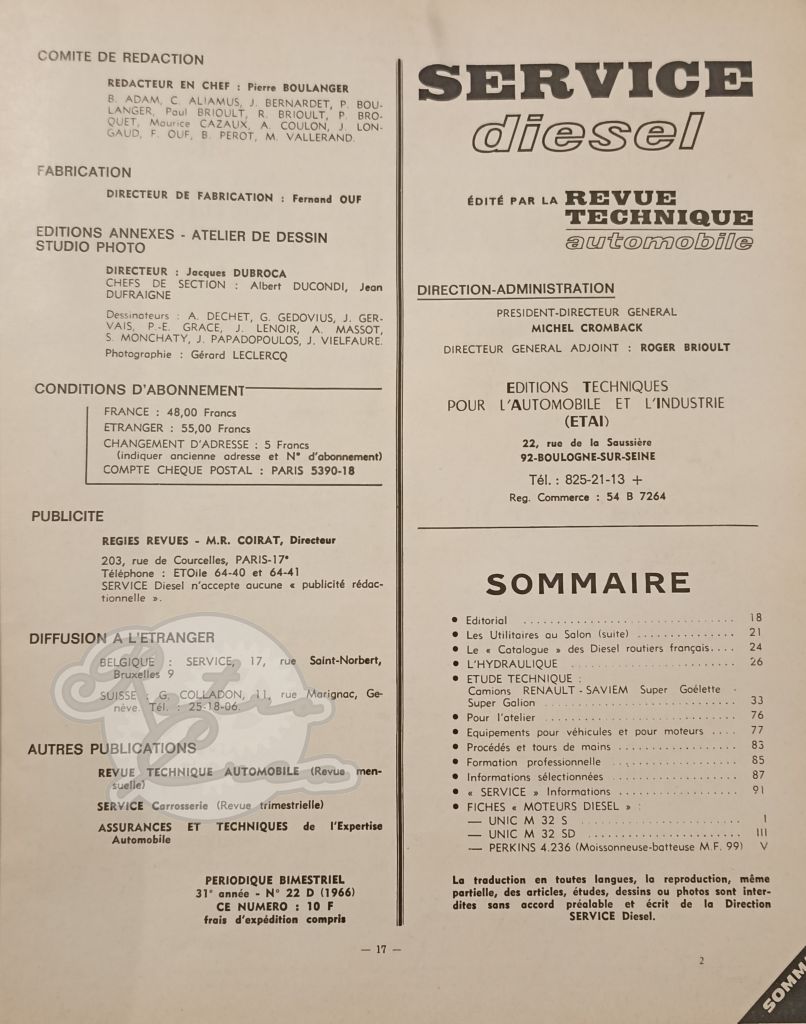 COMITE DE REDACTION
REDACTEUR EN CHEF : Pierre BOULANGER
B. ADAM, C. ALIAMUS, J. BERNARDET, P. BOU-
LANGER, Paul BRIOULT, R. BRIOULT, P. BRO-
QUET, Maurice CAZAUX, A. COULON, J. LON-
GAUD, F. OUF, B. PEROT, M. VALLERAND.
FABRICATION
DIRECTEUR DE FABRICATION : Fernand OUF
EDITIONS ANNEXES - ATELIER DE DESSIN
STUDIO PHOTO
DIRECTEUR : Jacques DUBROCA
CHEFS DE SECTION : Albert DUCONDI, Jean
DUFRAIGNE
Dessinateurs : A. DECHET, G. GEDOVIUS, J. GER-
VAIS, P.-E. GRACE, J. LENOIR, A. MASSOT,
S. MONCHATY, J. PAPADOPOULOS, J. VIELFAURE.
Photographie : Gérard LECLERCQ
CONDITIONS D'ABONNEMENT
FRANCE : 48,00 Francs
ETRANGER : 55,00 Francs
CHANGEMENT D'ADRESSE : 5 Francs
(indiquer ancienne adresse et N° d'abonnement)
COMPTE CHEQUE POSTAL : PARIS 5390-18
PUBLICITE
REGIES REVUES - M.R. COIRAT, Directeur
203, rue de Courcelles, PARIS-17e
Téléphone : ETOile 64-40 et 64-41
SERVICE Diesel n'accepte aucune « publicité rédac-
tionnelle ».
DIFFUSION A L'ETRANGER
BELGIQUE : SERVICE, 17, rue Saint-Norbert,
Bruxelles 9
SUISSE : G. COLLADON, 11, rue Marignac, Ge-
nève. Tél. : 25-18-06.
AUTRES PUBLICATIONS
REVUE TECHNIQUE AUTOMOBILE (Revue men-
suelle)
SERVICE Carrosserie (Revue trimestrielle)
ASSURANCES ET TECHNIQUES de l'Expertise
Automobile
PERIODIQUE BIMESTRIEL
31e année - N° 22 D (1966)
CE NUMERO : 10 F
frais d'expédition compris
SERVICE
diesel
ÉDITÉ PAR LA REVUE
TECHNIQUE
automobile
DIRECTION-ADMINISTRATION
PRESIDENT-DIRECTEUR GENERAL
MICHEL CROMBACK
DIRECTEUR GENERAL ADJOINT : ROGER BRIOULT
EDITIONS TECHNIQUES
POUR L'AUTOMOBILE ET L'INDUSTRIE
(ETAI)
22, rue de la Saussière
92-BOULOGNE-SUR-SEINE
Tél. : 825-21-13 +
Reg. Commerce : 54 B 7264
SOMMAIRE
● Editorial ............................... 18
● Les Utilitaires au Salon (suite) ............... 21
● Le « Catalogue » des Diesel routiers français.... 24
● L'HYDRAULIQUE .......................... 26
● ETUDE TECHNIQUE :
Camions RENAULT - SAVIEM Super Goélette -
Super Galion ............................ 33
● Pour l'atelier ............................ 76
● Equipements pour véhicules et pour moteurs .... 77
● Procédés et tours de mains .................. 83
● Formation professionnelle .................. 85
● Informations sélectionnées .................. 87
● « SERVICE » Informations .................. 91
● FICHES « MOTEURS DIESEL » :
— UNIC M 32 S ........................ I
— UNIC M 32 SD ....................... III
— PERKINS 4.236 (Moissonneuse-batteuse M.F. 99) V
La traduction en toutes langues, la reproduction, même
partielle, des articles, études, dessins ou photos sont inter-
dites sans accord préalable et écrit de la Direction
SERVICE Diesel.
— 17 —
2
SOMM